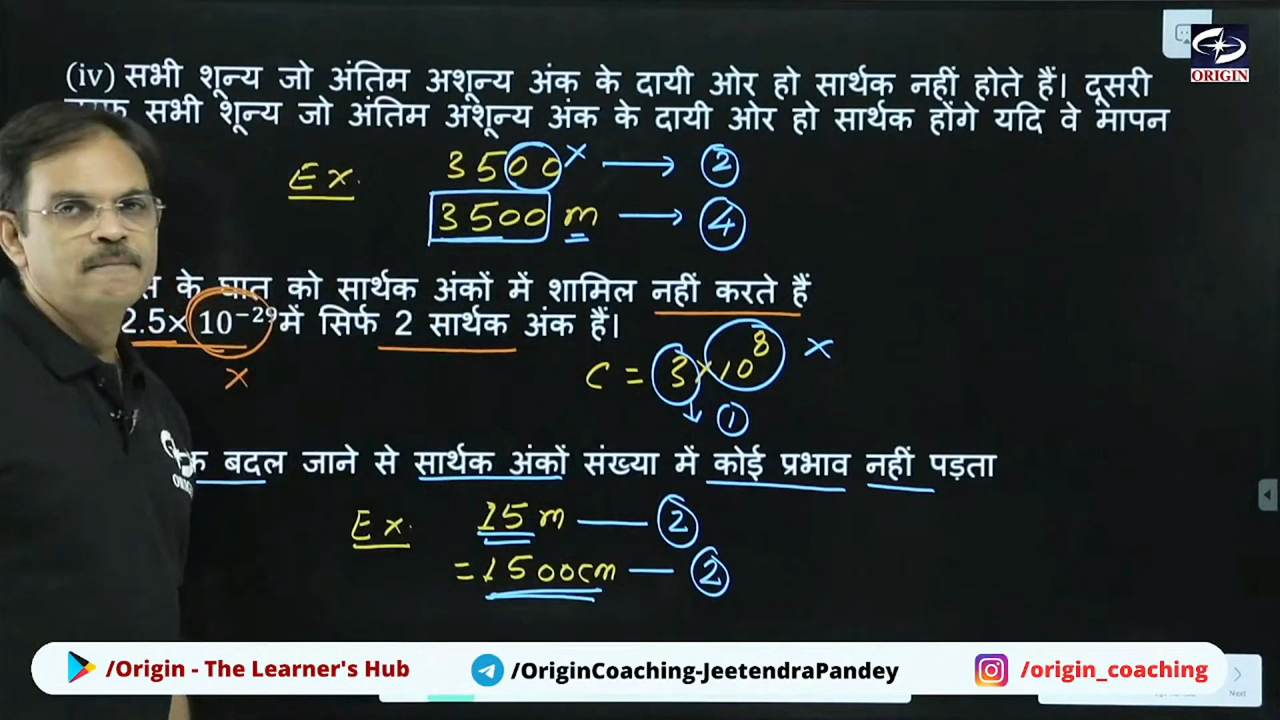 ORIGIN
(iv) सभी शून्य जो अंतिम अशून्य अंक के दायी ओर हो सार्थक नहीं होते हैं। दूसरी
सभी शून्य जो अंतिम अशून्य अंक के दायी ओर हो सार्थक होंगे यदि वे मापन
Ex. 3500 x → 2
3500 m → 4
के घात को सार्थक अंकों में शामिल नहीं करते हैं
2.5× 10⁻²⁹ में सिर्फ 2 सार्थक अंक हैं।
x
C = 3×10⁸ x
↓ 1
बदल जाने से सार्थक अंकों संख्या में कोई प्रभाव नहीं पड़ता
Ex. 15 m — 2
= 1500cm — 2
/Origin - The Learner's Hub
/OriginCoaching-JeetendraPandey
/origin_coaching
Next